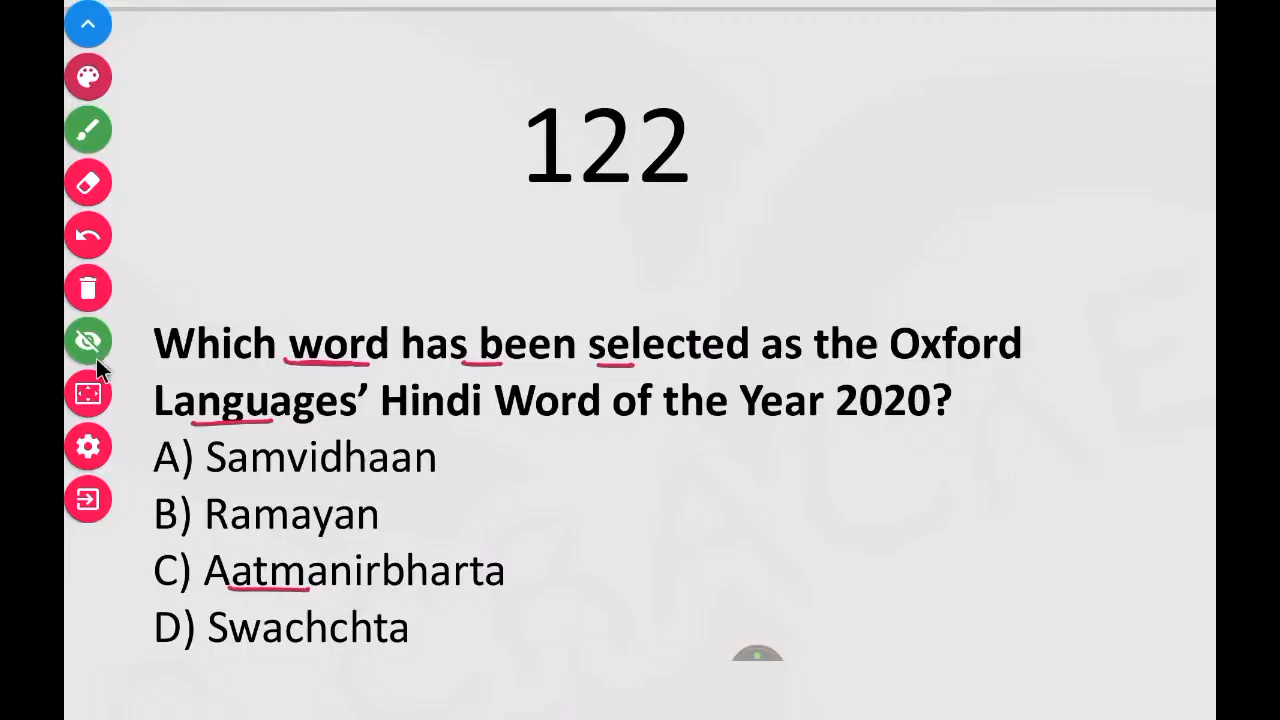 122
Which word has been selected as the Oxford
Languages’ Hindi Word of the Year 2020?
A) Samvidhaan
B) Ramayan
C) Aatmanirbharta
D) Swachchta